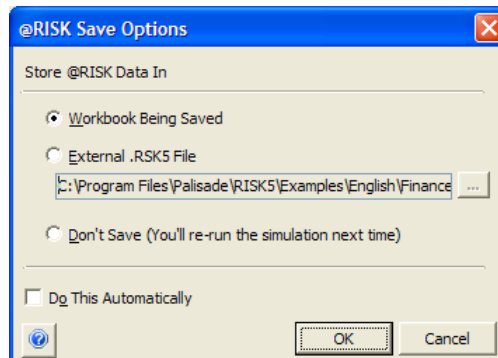 @RISK Save Options
Store @RISK Data In
Workbook Being Saved
External .RSK5 File
C:\Program Files\Palisade\RISK5\Examples\English\Finance
...
Don't Save (You'll re-run the simulation next time)
Do This Automatically
OK
Cancel